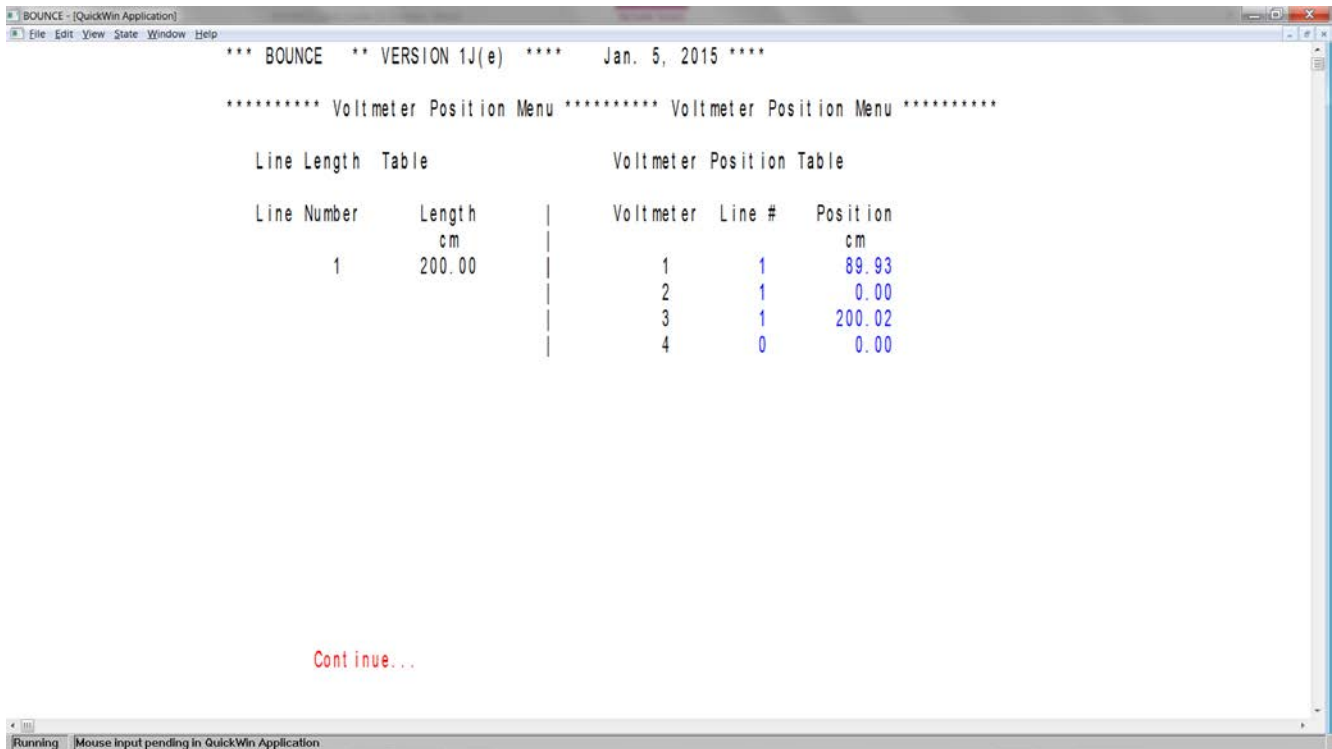 BOUNCE - [QuickWin Application]
File Edit View State Window Help
*** BOUNCE ** VERSION 1J(e) **** Jan. 5, 2015 ****
********** Voltmeter Position Menu ********** Voltmeter Position Menu **********
Line Length Table Voltmeter Position Table
Line Number Length | Voltmeter Line # Position
cm | cm
1 200.00 | 1 1 89.93
| 2 1 0.00
| 3 1 200.02
| 4 0 0.00
Continue...
Running Mouse input pending in QuickWin Application